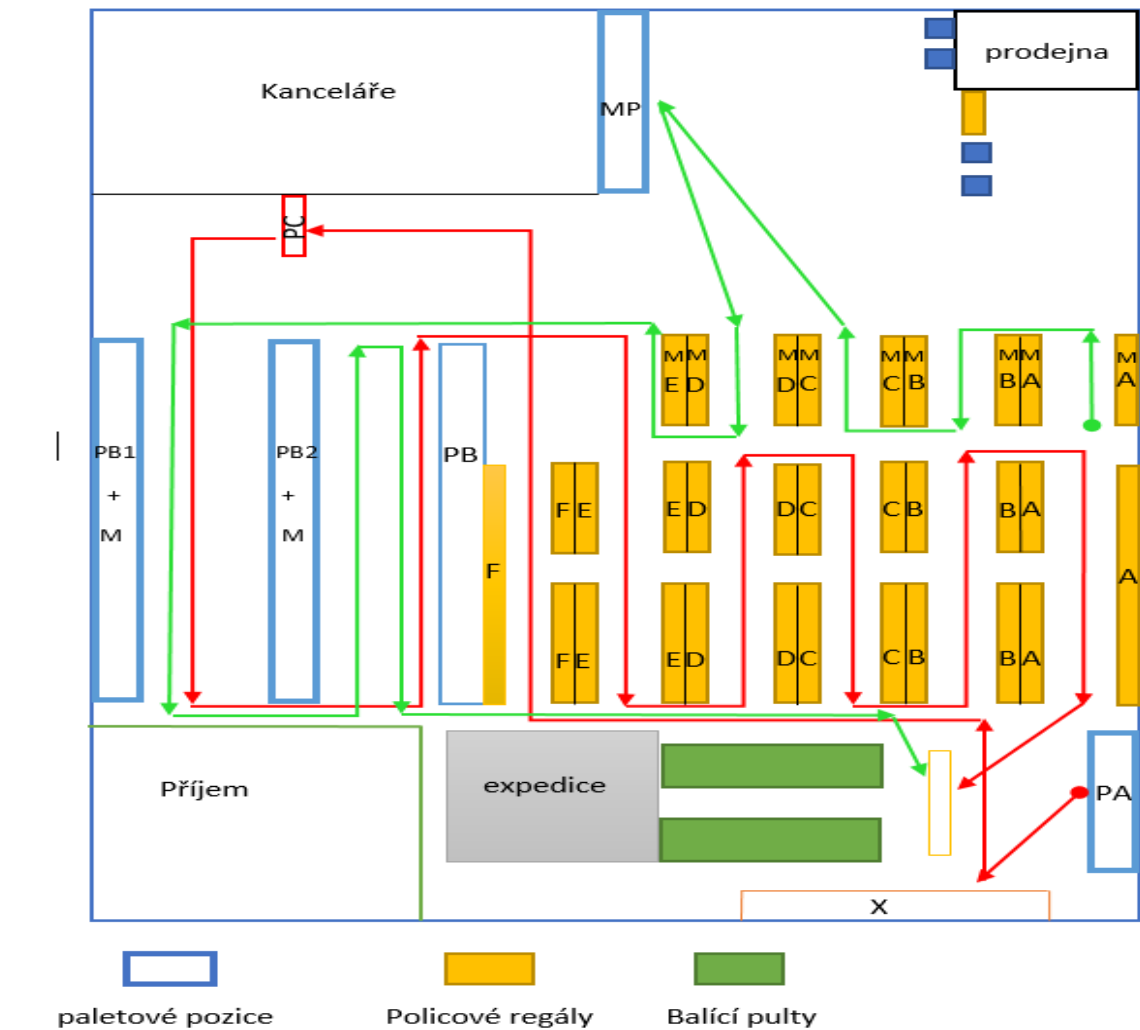 prodejna
Kanceláře
MP
PC
M M
E D
M M
D C
M M
C B
M M
B A
M
A
PB1
+
M
PB2
+
M
PB
F
F E
E D
D C
C B
B A
A
F E
E D
D C
C B
B A
Příjem
expedice
PA
X
paletové pozice
Policové regály
Balící pulty